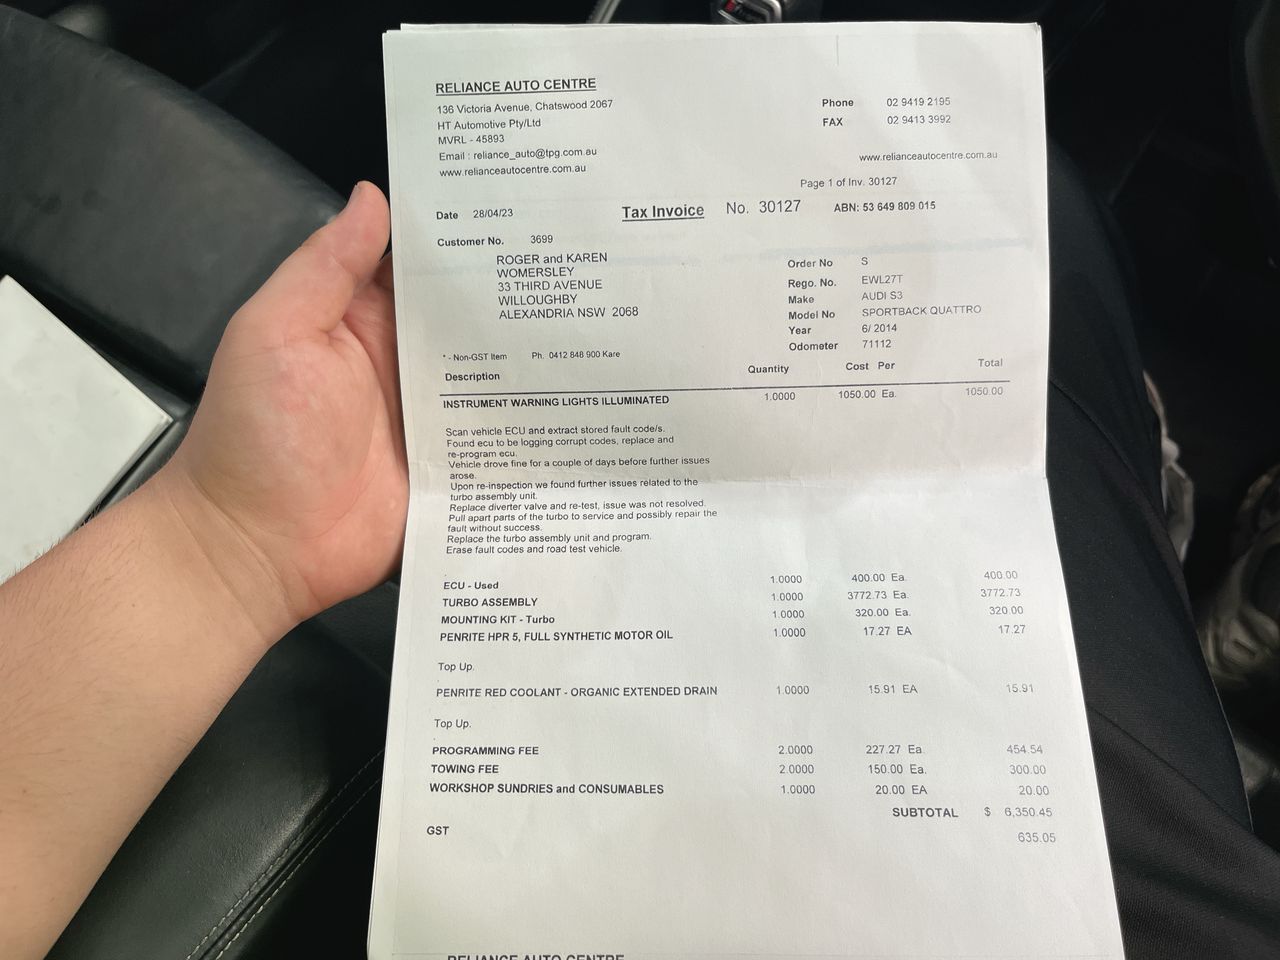 RELIANCE AUTO CENTRE
136 Victoria Avenue, Chatswood 2067
HT Automotive Pty/Ltd
MVRL - 45893
Email : reliance_auto@tpg.com.au
www.relianceautocentre.com.au
Phone 02 9419 2195
FAX 02 9413 3992
www.relianceautocentre.com.au
Page 1 of Inv. 30127
Date 28/04/23 Tax Invoice No. 30127 ABN: 53 649 809 015
Customer No. 3699
ROGER and KAREN
WOMERSLEY
33 THIRD AVENUE
WILLOUGHBY
ALEXANDRIA NSW 2068
Order No S
Rego. No. EWL27T
Make AUDI S3
Model No SPORTBACK QUATTRO
Year 6/ 2014
Odometer 71112
* - Non-GST Item Ph. 0412 848 900 Kare
Description Quantity Cost Per Total
INSTRUMENT WARNING LIGHTS ILLUMINATED 1.0000 1050.00 Ea. 1050.00
Scan vehicle ECU and extract stored fault code/s.
Found ecu to be logging corrupt codes, replace and
re-program ecu.
Vehicle drove fine for a couple of days before further issues
arose.
Upon re-inspection we found further issues related to the
turbo assembly unit.
Replace diverter valve and re-test, issue was not resolved.
Pull apart parts of the turbo to service and possibly repair the
fault without success.
Replace the turbo assembly unit and program.
Erase fault codes and road test vehicle.
.
ECU - Used 1.0000 400.00 Ea. 400.00
TURBO ASSEMBLY 1.0000 3772.73 Ea. 3772.73
MOUNTING KIT - Turbo 1.0000 320.00 Ea. 320.00
PENRITE HPR 5, FULL SYNTHETIC MOTOR OIL 1.0000 17.27 EA 17.27
Top Up.
PENRITE RED COOLANT - ORGANIC EXTENDED DRAIN 1.0000 15.91 EA 15.91
Top Up.
.
PROGRAMMING FEE 2.0000 227.27 Ea. 454.54
TOWING FEE 2.0000 150.00 Ea. 300.00
WORKSHOP SUNDRIES and CONSUMABLES 1.0000 20.00 EA 20.00
SUBTOTAL $ 6,350.45
GST 635.05
RELIANCE AUTO CENTRE